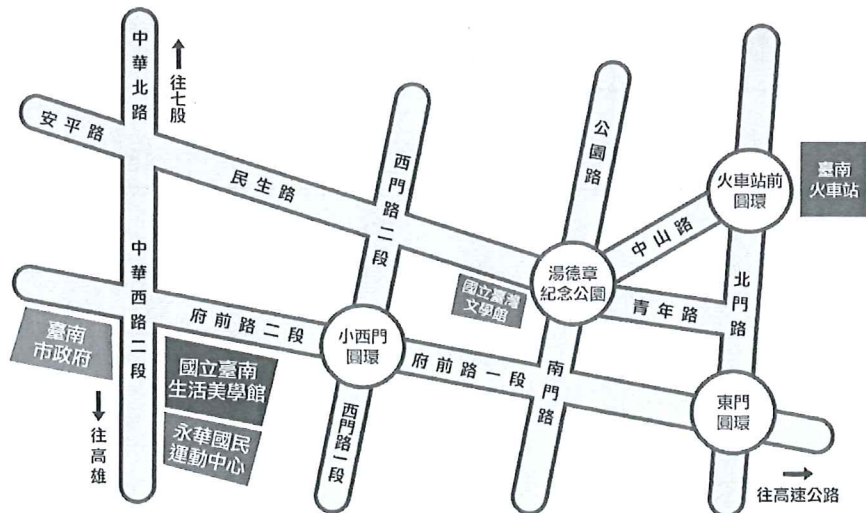 中華北路
往七股
安平路
民生路
西門路二段
公園路
火車站前
圓環
臺南
火車站
中山路
湯德章
紀念公園
國立臺灣
文學館
青年路
北門路
中華西路二段
府前路二段
小西門
圓環
府前路一段
南門路
東門
圓環
臺南
市政府
國立臺南
生活美學館
永華國民
運動中心
往高雄
西門路一段
往高速公路